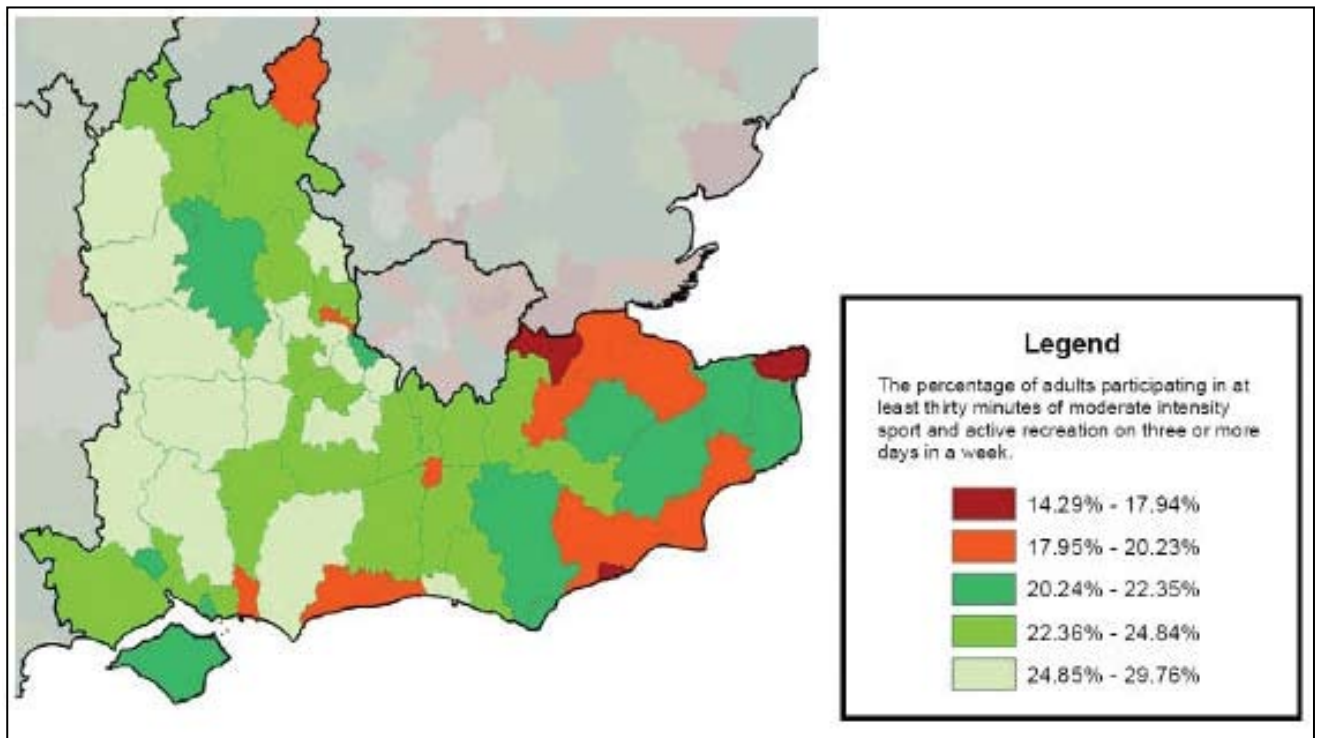 Legend
The percentage of adults participating in at
least thirty minutes of moderate intensity
sport and active recreation on three or more
days in a week.
14.29% - 17.94%
17.95% - 20.23%
20.24% - 22.35%
22.36% - 24.84%
24.85% - 29.76%